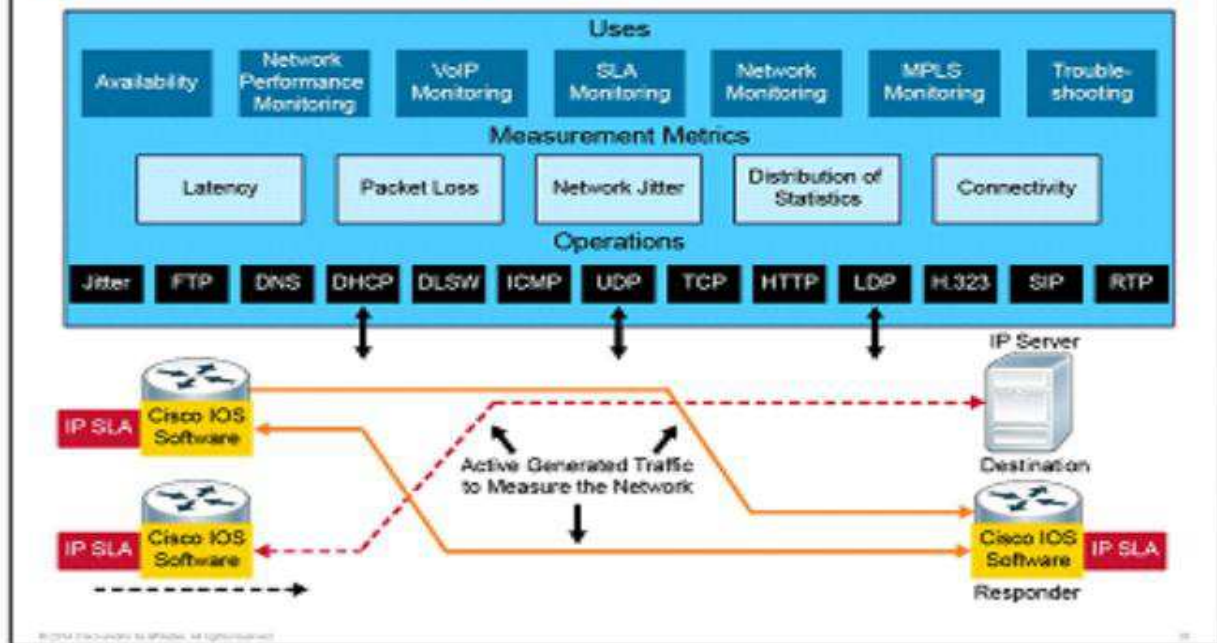 Uses
Availability
Network
Performance
Monitoring
VoIP
Monitoring
SLA
Monitoring
Network
Monitoring
MPLS
Monitoring
Trouble-
shooting
Measurement Metrics
Latency
Packet Loss
Network Jitter
Distribution of
Statistics
Connectivity
Operations
Jitter
FTP
DNS
DHCP
DLSW
ICMP
UDP
TCP
HTTP
LDP
H.323
SIP
RTP
IP Server
IP SLA
Cisco IOS
Software
Active Generated Traffic
to Measure the Network
Destination
IP SLA
Cisco IOS
Software
Cisco IOS
Software
IP SLA
Responder